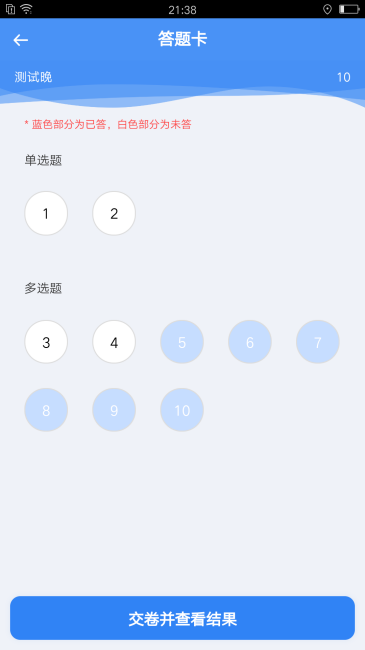 21:38
答题卡
测试晚 10
* 蓝色部分为已答，白色部分为未答
单选题
1 2
多选题
3 4 5 6 7
8 9 10
交卷并查看结果